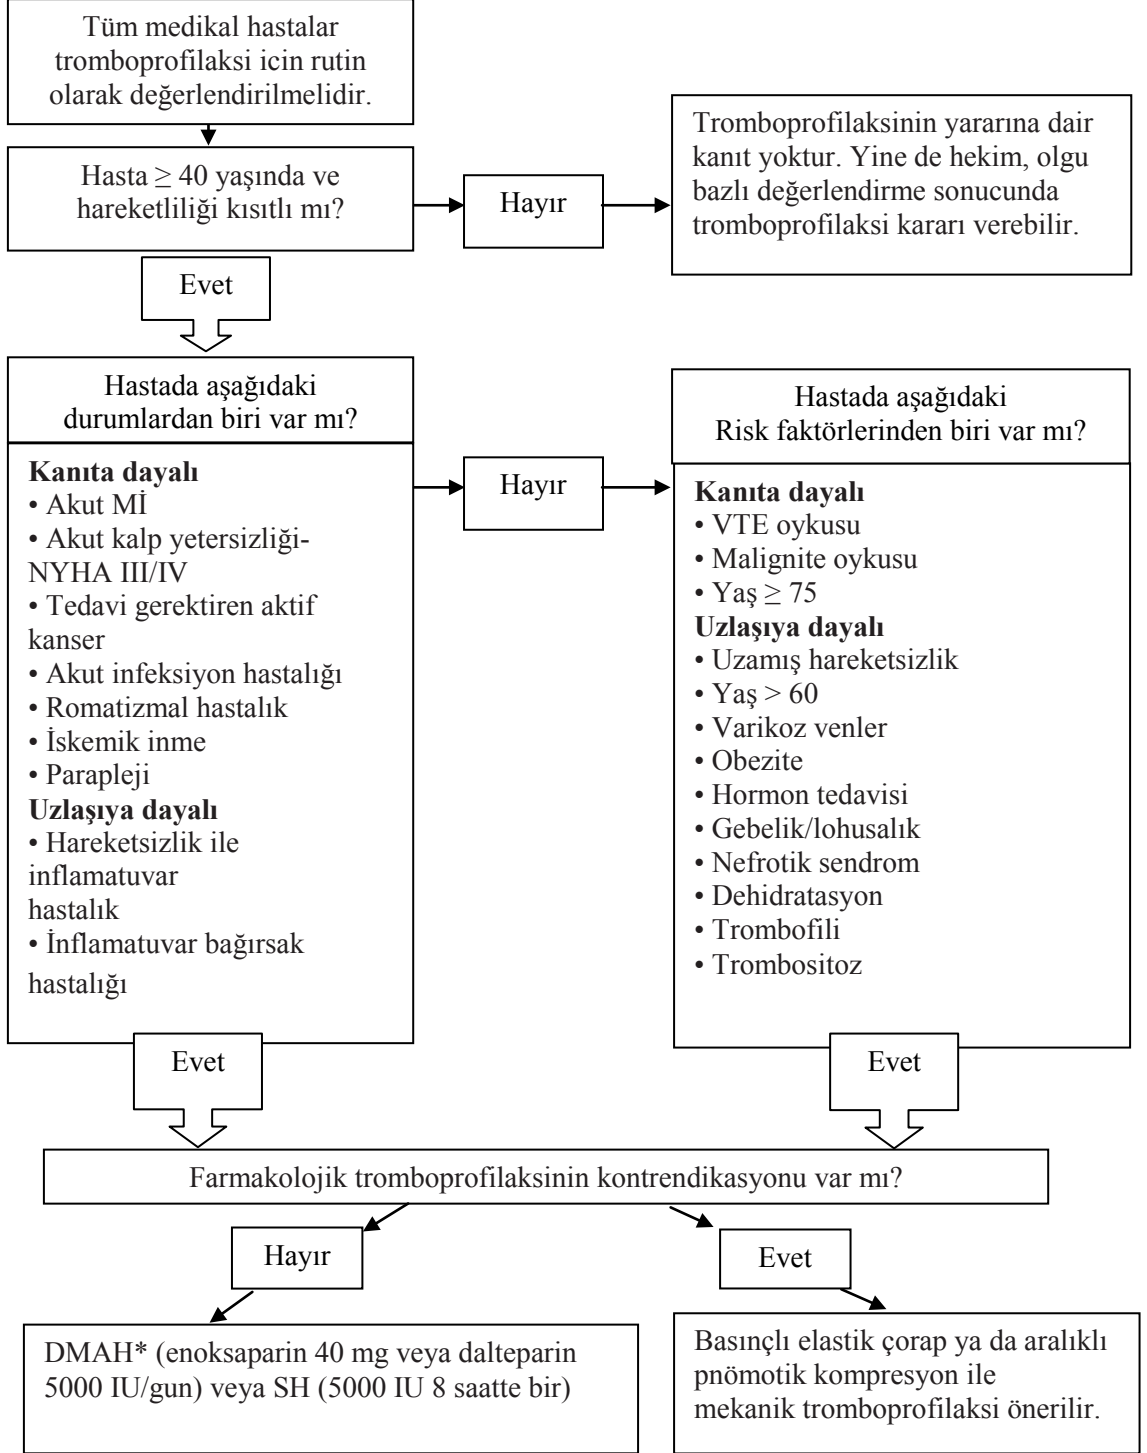 Tüm medikal hastalar
tromboprofilaksi icin rutin
olarak değerlendirilmelidir.
Hasta ≥ 40 yaşında ve
hareketliliği kısıtlı mı?
Hayır
Tromboprofilaksinin yararına dair
kanıt yoktur. Yine de hekim, olgu
bazlı değerlendirme sonucunda
tromboprofilaksi kararı verebilir.
Evet
Hastada aşağıdaki
durumlardan biri var mı?
Kanıta dayalı
• Akut Mİ
• Akut kalp yetersizliği-
NYHA III/IV
• Tedavi gerektiren aktif
kanser
• Akut infeksiyon hastalığı
• Romatizmal hastalık
• İskemik inme
• Parapleji
Uzlaşıya dayalı
• Hareketsizlik ile
inflamatuvar
hastalık
• İnflamatuvar bağırsak
hastalığı
Hayır
Hastada aşağıdaki
Risk faktörlerinden biri var mı?
Kanıta dayalı
• VTE oykusu
• Malignite oykusu
• Yaş ≥ 75
Uzlaşıya dayalı
• Uzamış hareketsizlik
• Yaş > 60
• Varikoz venler
• Obezite
• Hormon tedavisi
• Gebelik/lohusalık
• Nefrotik sendrom
• Dehidratasyon
• Trombofili
• Trombositoz
Evet
Evet
Farmakolojik tromboprofilaksinin kontrendikasyonu var mı?
Hayır
Evet
DMAH* (enoksaparin 40 mg veya dalteparin
5000 IU/gun) veya SH (5000 IU 8 saatte bir)
Basınçlı elastik çorap ya da aralıklı
pnömotik kompresyon ile
mekanik tromboprofilaksi önerilir.